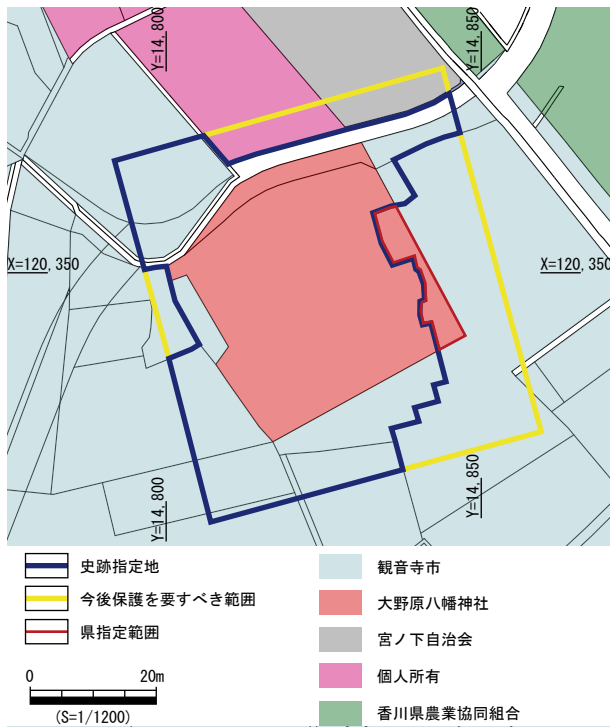 Y=14,800
Y=14,850
X=120,350
X=120,350
Y=14,800
Y=14,850
史跡指定地
今後保護を要すべき範囲
県指定範囲
0 20m
(S=1/1200)
観音寺市
大野原八幡神社
宮ノ下自治会
個人所有
香川県農業協同組合